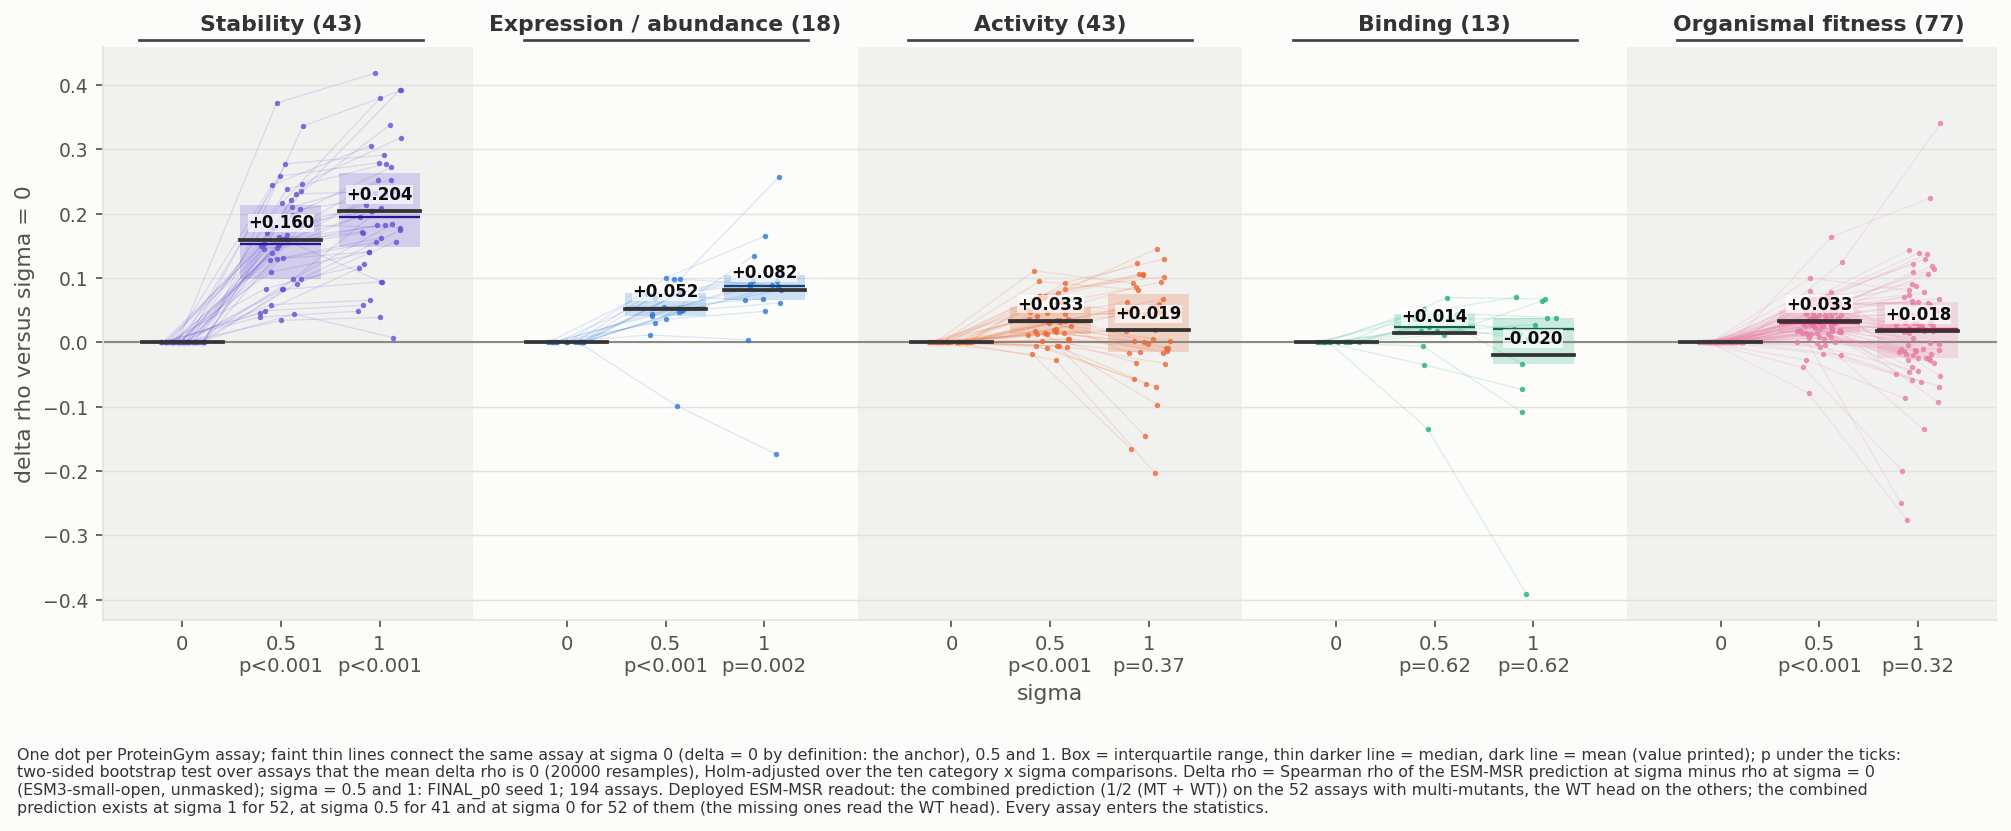 Stability (43)
Expression / abundance (18)
Activity (43)
Binding (13)
Organismal fitness (77)
delta rho versus sigma = 0
0.4
0.3
0.2
0.1
0.0
−0.1
−0.2
−0.3
−0.4
+0.160
+0.204
+0.052
+0.082
+0.033
+0.019
+0.014
-0.020
+0.033
+0.018
0 0.5 1 0 0.5 1 0 0.5 1 0 0.5 1 0 0.5 1
p<0.001 p<0.001 p<0.001 p=0.002 p<0.001 p=0.37 p=0.62 p=0.62 p<0.001 p=0.32
sigma
One dot per ProteinGym assay; faint thin lines connect the same assay at sigma 0 (delta = 0 by definition: the anchor), 0.5 and 1. Box = interquartile range, thin darker line = median, dark line = mean (value printed); p under the ticks:
two-sided bootstrap test over assays that the mean delta rho is 0 (20000 resamples), Holm-adjusted over the ten category x sigma comparisons. Delta rho = Spearman rho of the ESM-MSR prediction at sigma minus rho at sigma = 0
(ESM3-small-open, unmasked); sigma = 0.5 and 1: FINAL_p0 seed 1; 194 assays. Deployed ESM-MSR readout: the combined prediction (1/2 (MT + WT)) on the 52 assays with multi-mutants, the WT head on the others; the combined
prediction exists at sigma 1 for 52, at sigma 0.5 for 41 and at sigma 0 for 52 of them (the missing ones read the WT head). Every assay enters the statistics.